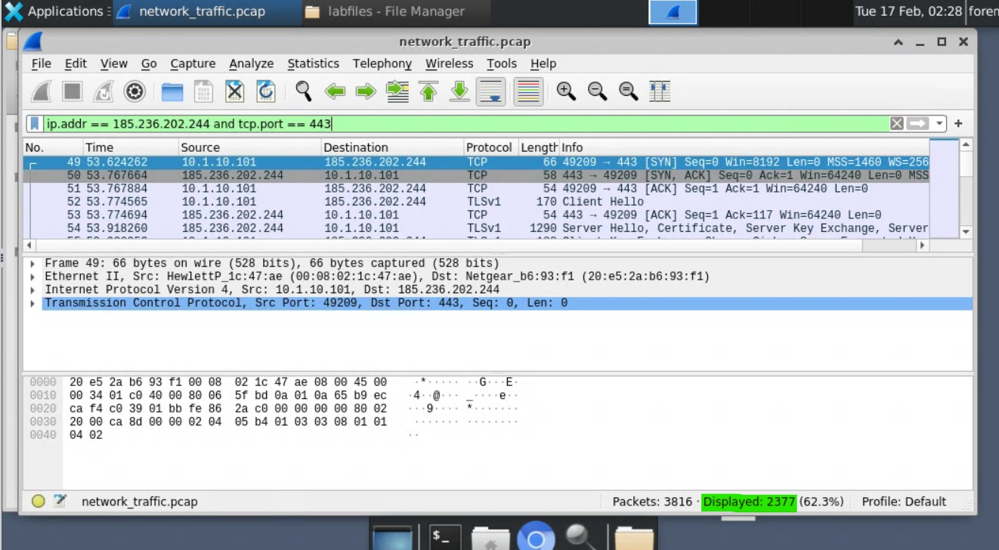 Applications network_traffic.pcap labfiles - File Manager Tue 17 Feb, 02:28 foren
network_traffic.pcap
File Edit View Go Capture Analyze Statistics Telephony Wireless Tools Help
ip.addr == 185.236.202.244 and tcp.port == 443
No. Time Source Destination Protocol Length Info
49 53.624262 10.1.10.101 185.236.202.244 TCP 66 49209 → 443 [SYN] Seq=0 Win=8192 Len=0 MSS=1460 WS=256
50 53.767664 185.236.202.244 10.1.10.101 TCP 58 443 → 49209 [SYN, ACK] Seq=0 Ack=1 Win=64240 Len=0 MSS
51 53.767884 10.1.10.101 185.236.202.244 TCP 54 49209 → 443 [ACK] Seq=1 Ack=1 Win=64240 Len=0
52 53.774565 10.1.10.101 185.236.202.244 TLSv1 170 Client Hello
53 53.774694 185.236.202.244 10.1.10.101 TCP 54 443 → 49209 [ACK] Seq=1 Ack=117 Win=64240 Len=0
54 53.918260 185.236.202.244 10.1.10.101 TLSv1 1290 Server Hello, Certificate, Server Key Exchange, Server
Frame 49: 66 bytes on wire (528 bits), 66 bytes captured (528 bits)
Ethernet II, Src: HewlettP_1c:47:ae (00:08:02:1c:47:ae), Dst: Netgear_b6:93:f1 (20:e5:2a:b6:93:f1)
Internet Protocol Version 4, Src: 10.1.10.101, Dst: 185.236.202.244
Transmission Control Protocol, Src Port: 49209, Dst Port: 443, Seq: 0, Len: 0
0000 20 e5 2a b6 93 f1 00 08 02 1c 47 ae 08 00 45 00 ·*······ ··G···E·
0010 00 34 01 c0 40 00 80 06 5f bd 0a 01 0a 65 b9 ec ·4··@··· _····e··
0020 ca f4 c0 39 01 bb fe 86 2a c0 00 00 00 00 80 02 ···9···· *·······
0030 20 00 ca 8d 00 00 02 04 05 b4 01 03 03 08 01 01 ········ ········
0040 04 02 ··
network_traffic.pcap Packets: 3816 · Displayed: 2377 (62.3%) Profile: Default
$_